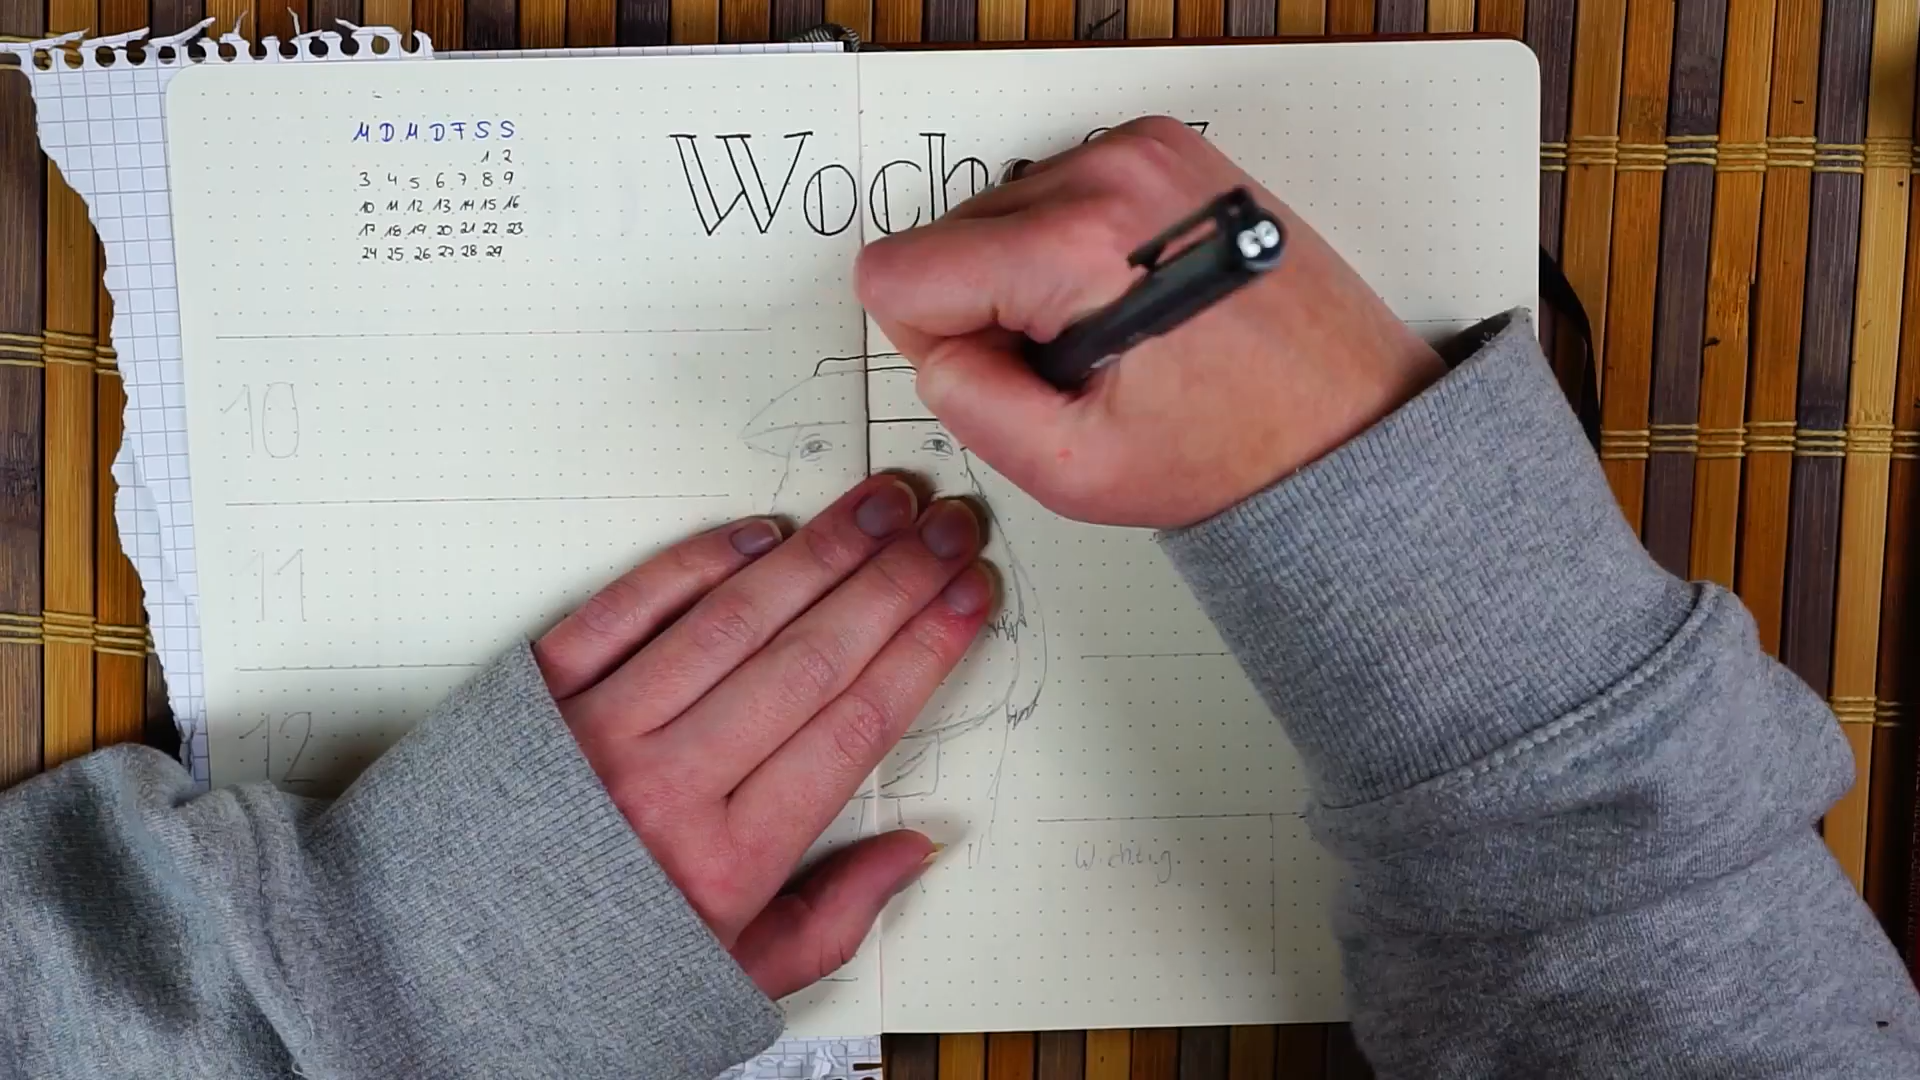 M D M D F S S
1 2
3 4 5 6 7 8 9
10 11 12 13 14 15 16
17 18 19 20 21 22 23
24 25 26 27 28 29
Woche
10
11
12
Wichtig